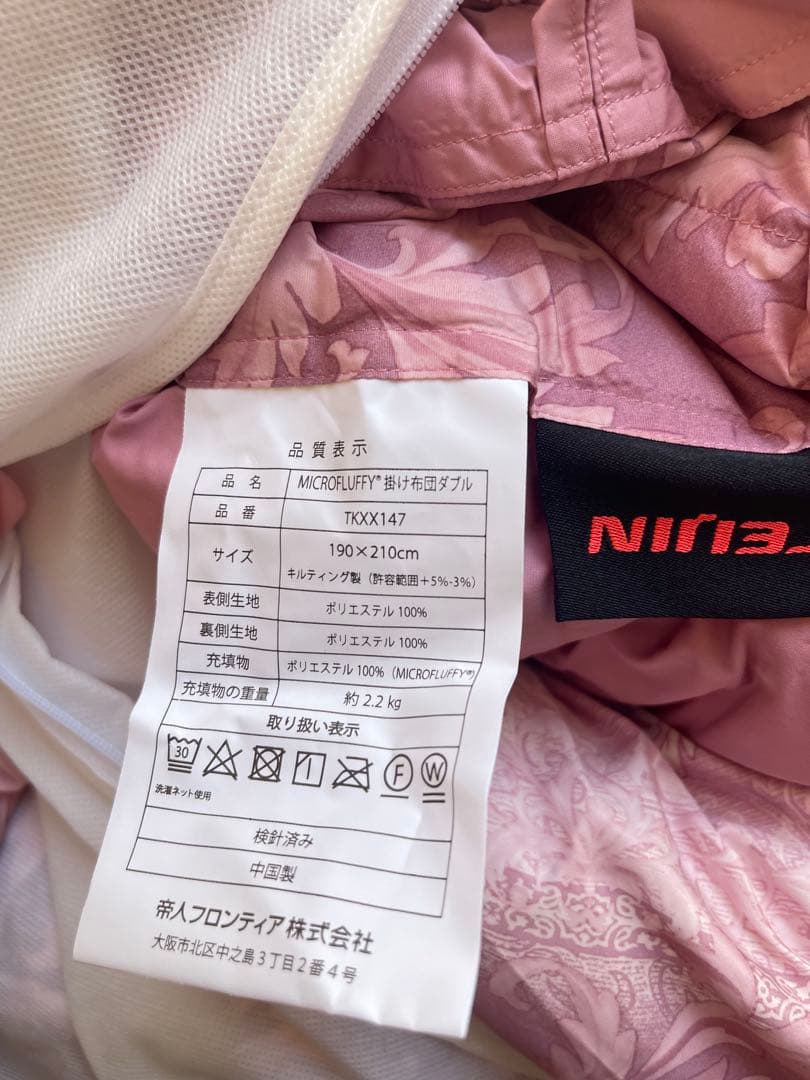 品質表示
品 名 MICROFLUFFY® 掛け布団ダブル
品 番 TKXX147
サイズ 190×210cm
キルティング製(許容範囲+5%-3%)
表側生地 ポリエステル 100%
裏側生地 ポリエステル 100%
充填物 ポリエステル 100%(MICROFLUFFY®)
充填物の重量 約 2.2 kg
取り扱い表示
30 F W
洗濯ネット使用
検針済み
中国製
帝人フロンティア株式会社
大阪市北区中之島3丁目2番4号
TEIJIN